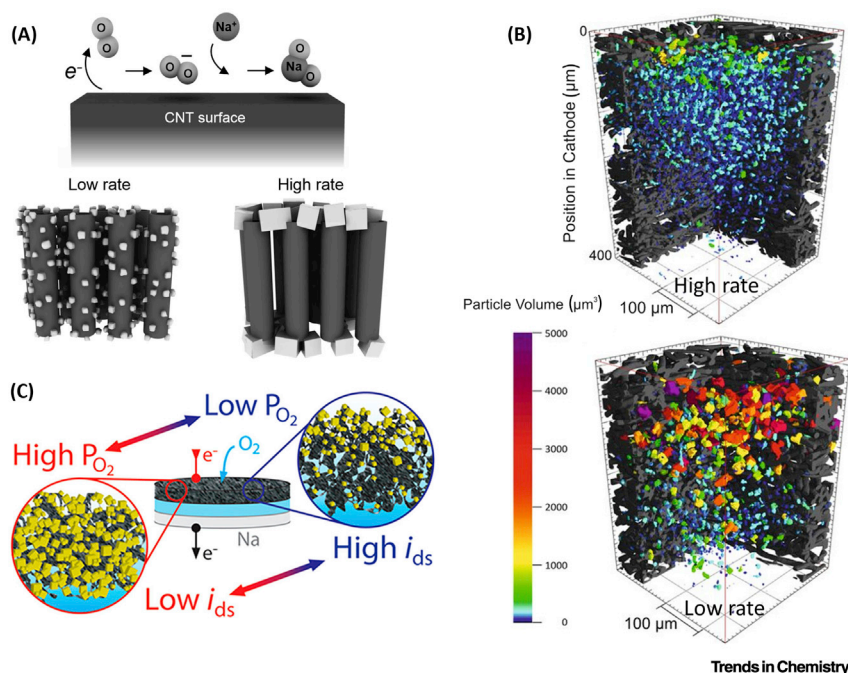 (A)
O
O
e⁻
O
O
−
Na⁺
Na
O
O
CNT surface
Low rate
High rate
(B)
0
Position in Cathode (µm)
400
100 µm
High rate
Particle Volume (µm³)
5000
4000
3000
2000
1000
0
100 µm
Low rate
(C)
Low P_O₂
High P_O₂
e⁻
O₂
Na
e⁻
High i_ds
Low i_ds
Trends in Chemistry